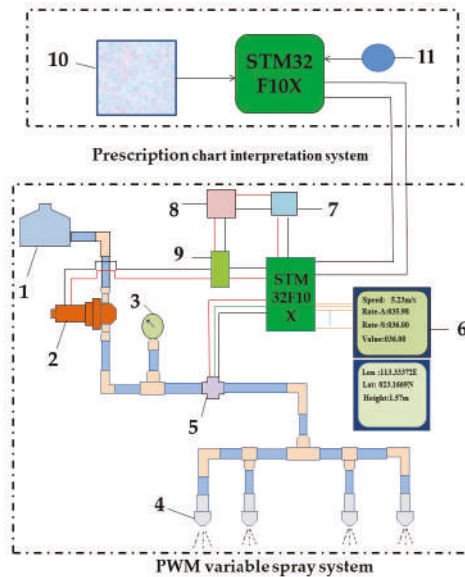 10
STM32
F10X
11
Prescription chart interpretation system
8
7
9
1
3
STM
32F10
X
2
Speed: 5.23m/s
Rate-A:035.98
Rate-S:036.00
Value:036.00
6
Lon :113.33372E
Lat: 023.1669N
Height:1.57m
5
4
PWM variable spray system